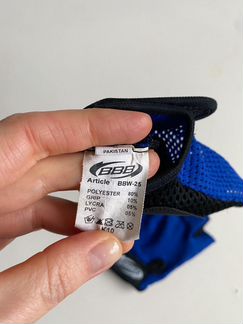 PAKISTAN
BBB
Article BBW-25
POLYESTER 80%
GRIP 10%
LYCRA 05%
PVC 05%